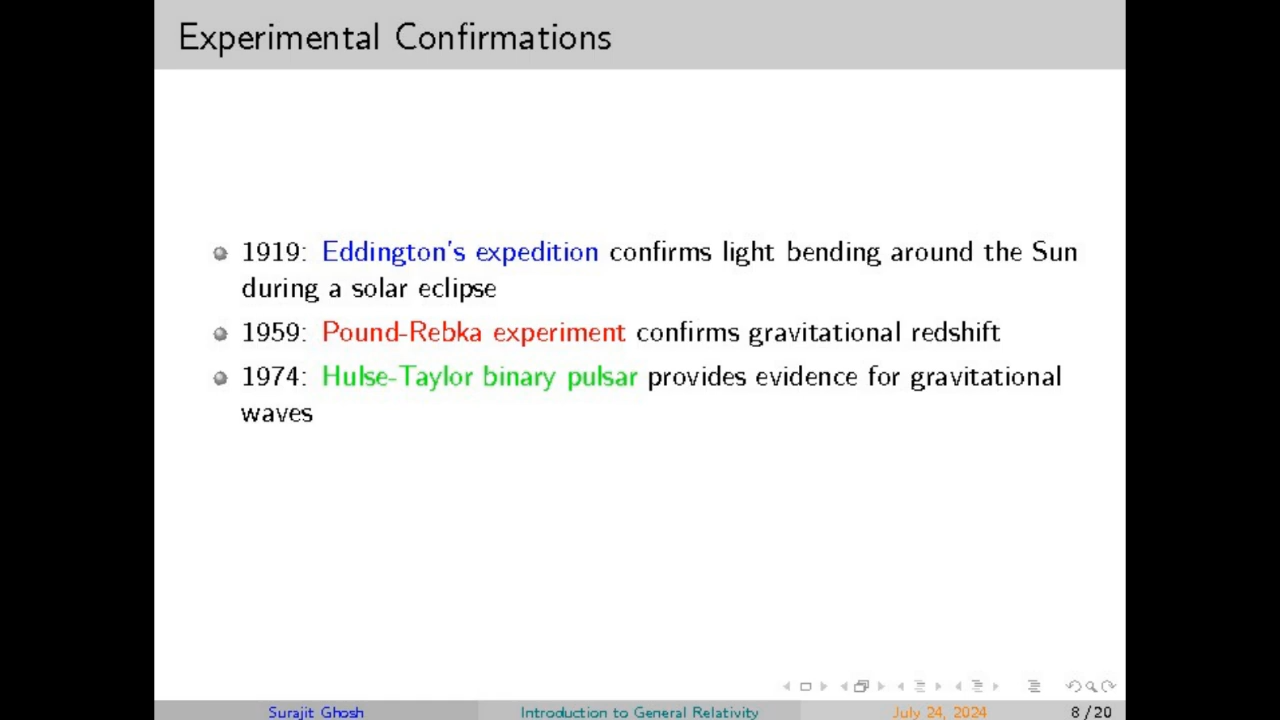 Experimental Confirmations
1919: Eddington's expedition confirms light bending around the Sun
during a solar eclipse
1959: Pound-Rebka experiment confirms gravitational redshift
1974: Hulse-Taylor binary pulsar provides evidence for gravitational
waves
Surajit Ghosh Introduction to General Relativity July 24, 2024 8/20